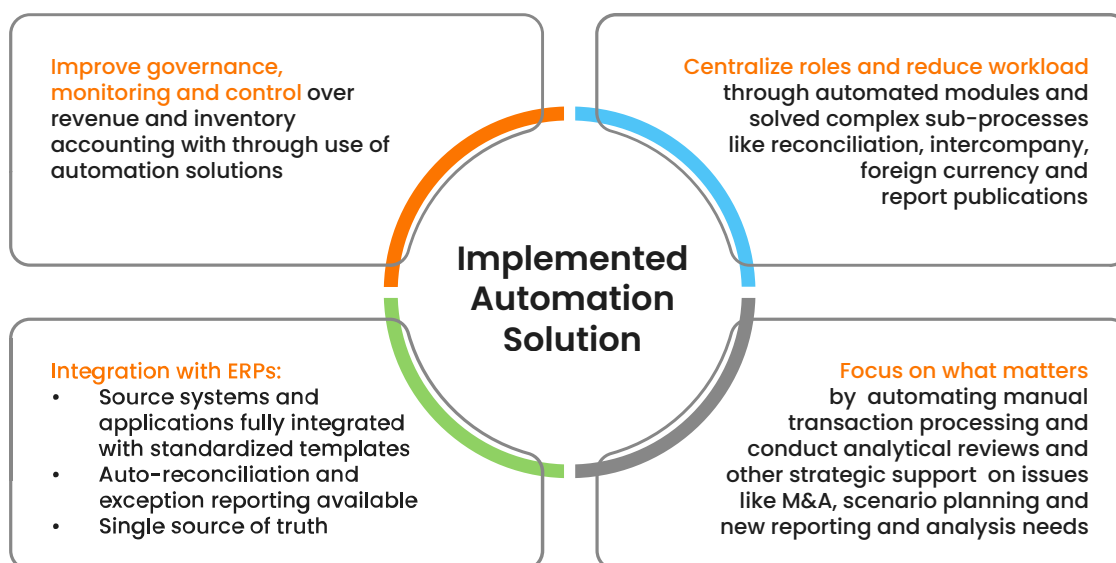 Improve governance,
monitoring and control over
revenue and inventory
accounting with through use of
automation solutions
Centralize roles and reduce workload
through automated modules and
solved complex sub-processes
like reconciliation, intercompany,
foreign currency and
report publications
Implemented
Automation
Solution
Integration with ERPs:
• Source systems and
applications fully integrated
with standardized templates
• Auto-reconciliation and
exception reporting available
• Single source of truth
Focus on what matters
by automating manual
transaction processing and
conduct analytical reviews and
other strategic support on issues
like M&A, scenario planning and
new reporting and analysis needs